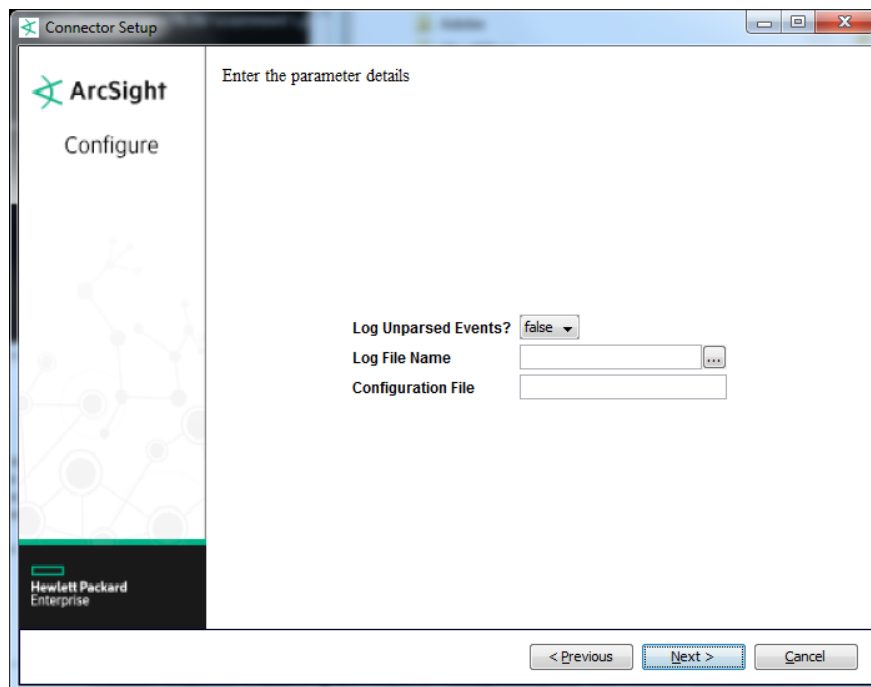 Connector Setup
ArcSight
Configure
Enter the parameter details
Log Unparsed Events? false
Log File Name ...
Configuration File
Hewlett Packard
Enterprise
< Previous Next > Cancel